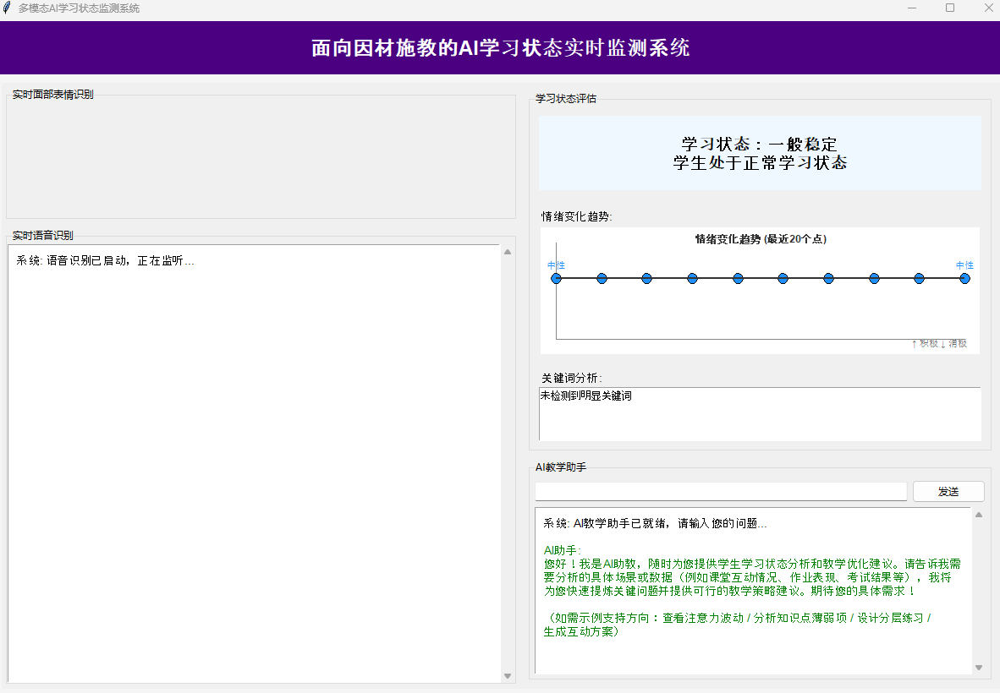 多模态AI学习状态监测系统
面向因材施教的AI学习状态实时监测系统
实时面部表情识别
实时语音识别
系统: 语音识别已启动，正在监听...
学习状态评估
学习状态：一般稳定
学生处于正常学习状态
情绪变化趋势:
情绪变化趋势 (最近20个点)
中性
中性
↑ 积极 ↓ 消极
关键词分析:
未检测到明显关键词
AI教学助手
发送
系统: AI教学助手已就绪，请输入您的问题...
AI助手:
您好！我是AI助教，随时为您提供学生学习状态分析和教学优化建议。请告诉我需
要分析的具体场景或数据（例如课堂互动情况、作业表现、考试结果等），我将
为您快速提炼关键问题并提供可行的教学策略建议。期待您的具体需求！
（如需示例支持方向：查看注意力波动 / 分析知识点薄弱项 / 设计分层练习 /
生成互动方案）